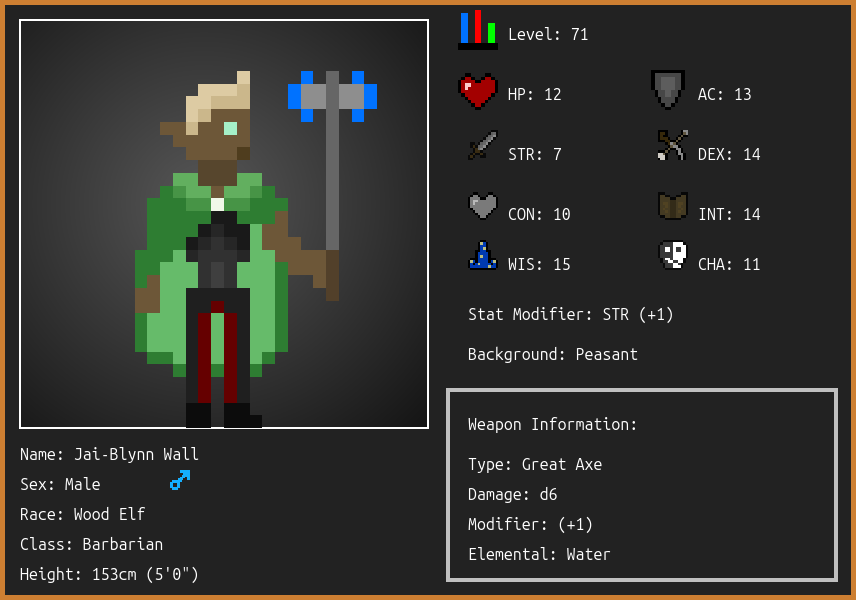 Level: 71
HP: 12
AC: 13
STR: 7
DEX: 14
CON: 10
INT: 14
WIS: 15
CHA: 11
Stat Modifier: STR (+1)
Background: Peasant
Weapon Information:
Type: Great Axe
Damage: d6
Modifier: (+1)
Elemental: Water
Name: Jai-Blynn Wall
Sex: Male
Race: Wood Elf
Class: Barbarian
Height: 153cm (5'0")